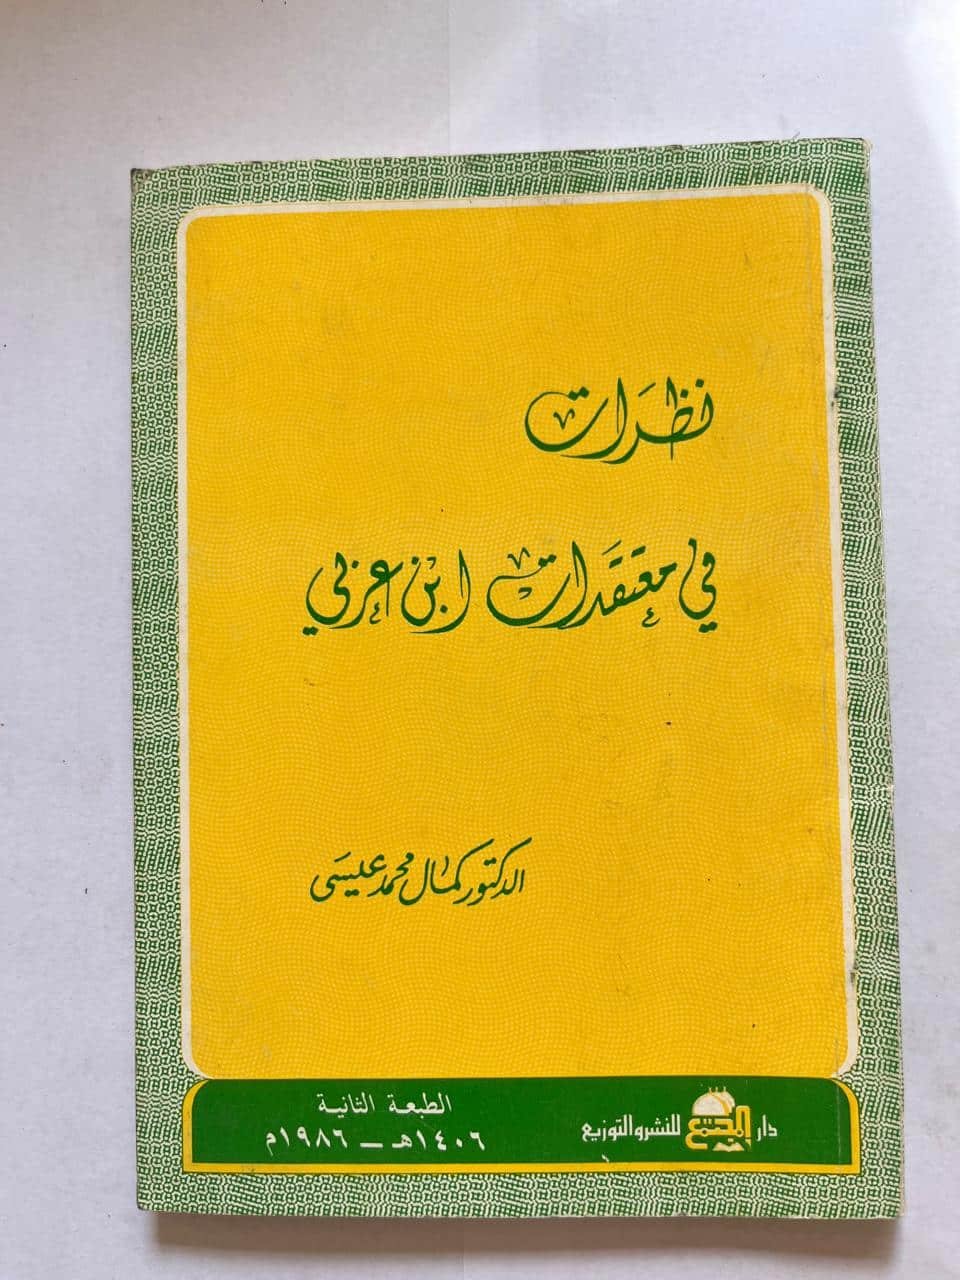 نظرات
في معتقدات ابن عربي
الدكتور كمال محمد عيسى
دار المجتمع للنشر والتوزيع
الطبعة الثانية
١٤٠٦هـ - ١٩٨٦م